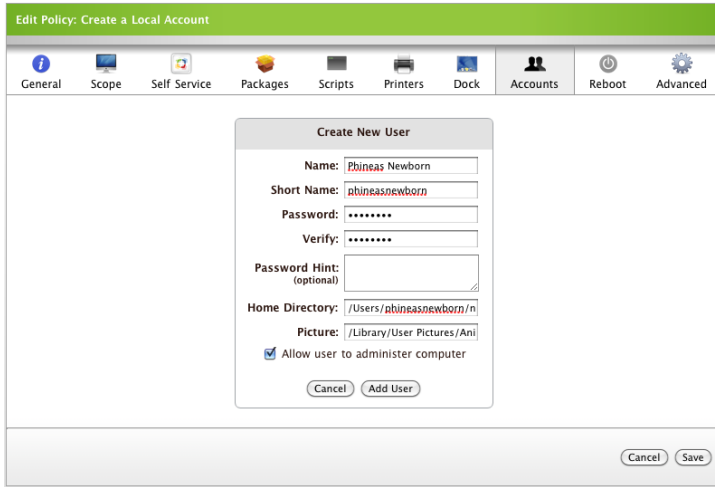 Edit Policy: Create a Local Account
General Scope Self Service Packages Scripts Printers Dock Accounts Reboot Advanced
Create New User
Name: Phineas Newborn
Short Name: phineasnewborn
Password: ••••••••
Verify: ••••••••
Password Hint:
(optional)
Home Directory: /Users/phineasnewborn/n
Picture: /Library/User Pictures/Ani
Allow user to administer computer
Cancel Add User
Cancel Save